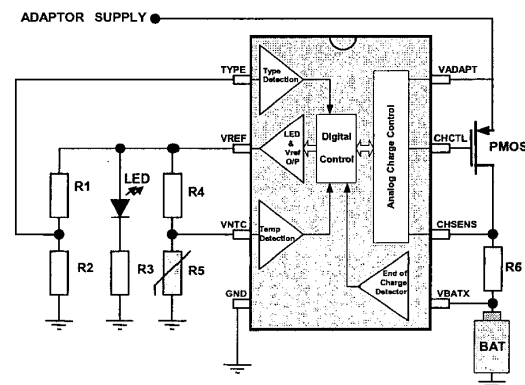 ADAPTOR SUPPLY
TYPE
Type
Detection
VADAPT
VREF
LED
&
Vref
O/P
Digital
Control
Analog Charge Control
CHCTL
PMOS
R1
LED
R4
VNTC
Temp
Detection
CHSENS
R2
R3
R5
R6
GND
End of
Charge
Detector
VBATX
BAT